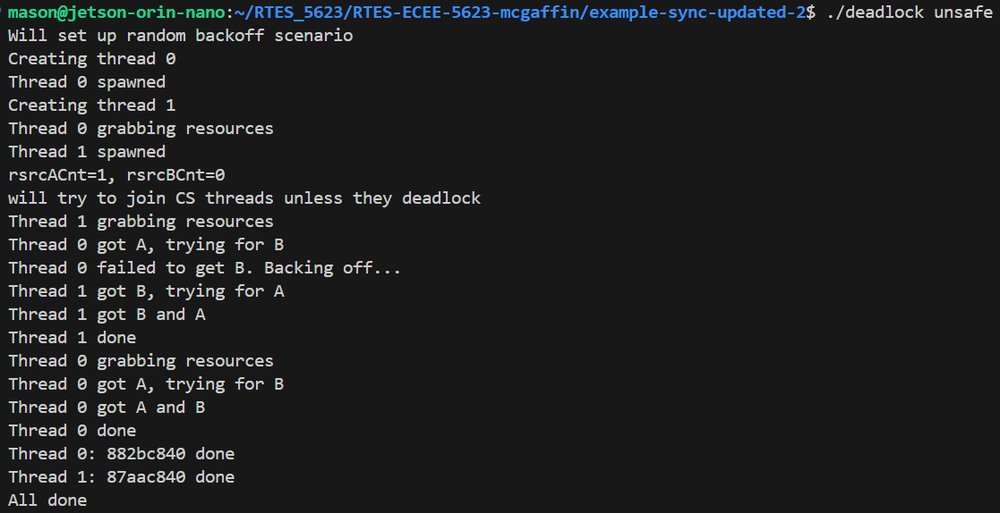 mason@jetson-orin-nano:~/RTES_5623/RTES-ECEE-5623-mcgaffin/example-sync-updated-2$ ./deadlock unsafe
Will set up random backoff scenario
Creating thread 0
Thread 0 spawned
Creating thread 1
Thread 0 grabbing resources
Thread 1 spawned
rsrcACnt=1, rsrcBCnt=0
will try to join CS threads unless they deadlock
Thread 1 grabbing resources
Thread 0 got A, trying for B
Thread 0 failed to get B. Backing off...
Thread 1 got B, trying for A
Thread 1 got B and A
Thread 1 done
Thread 0 grabbing resources
Thread 0 got A, trying for B
Thread 0 got A and B
Thread 0 done
Thread 0: 882bc840 done
Thread 1: 87aac840 done
All done